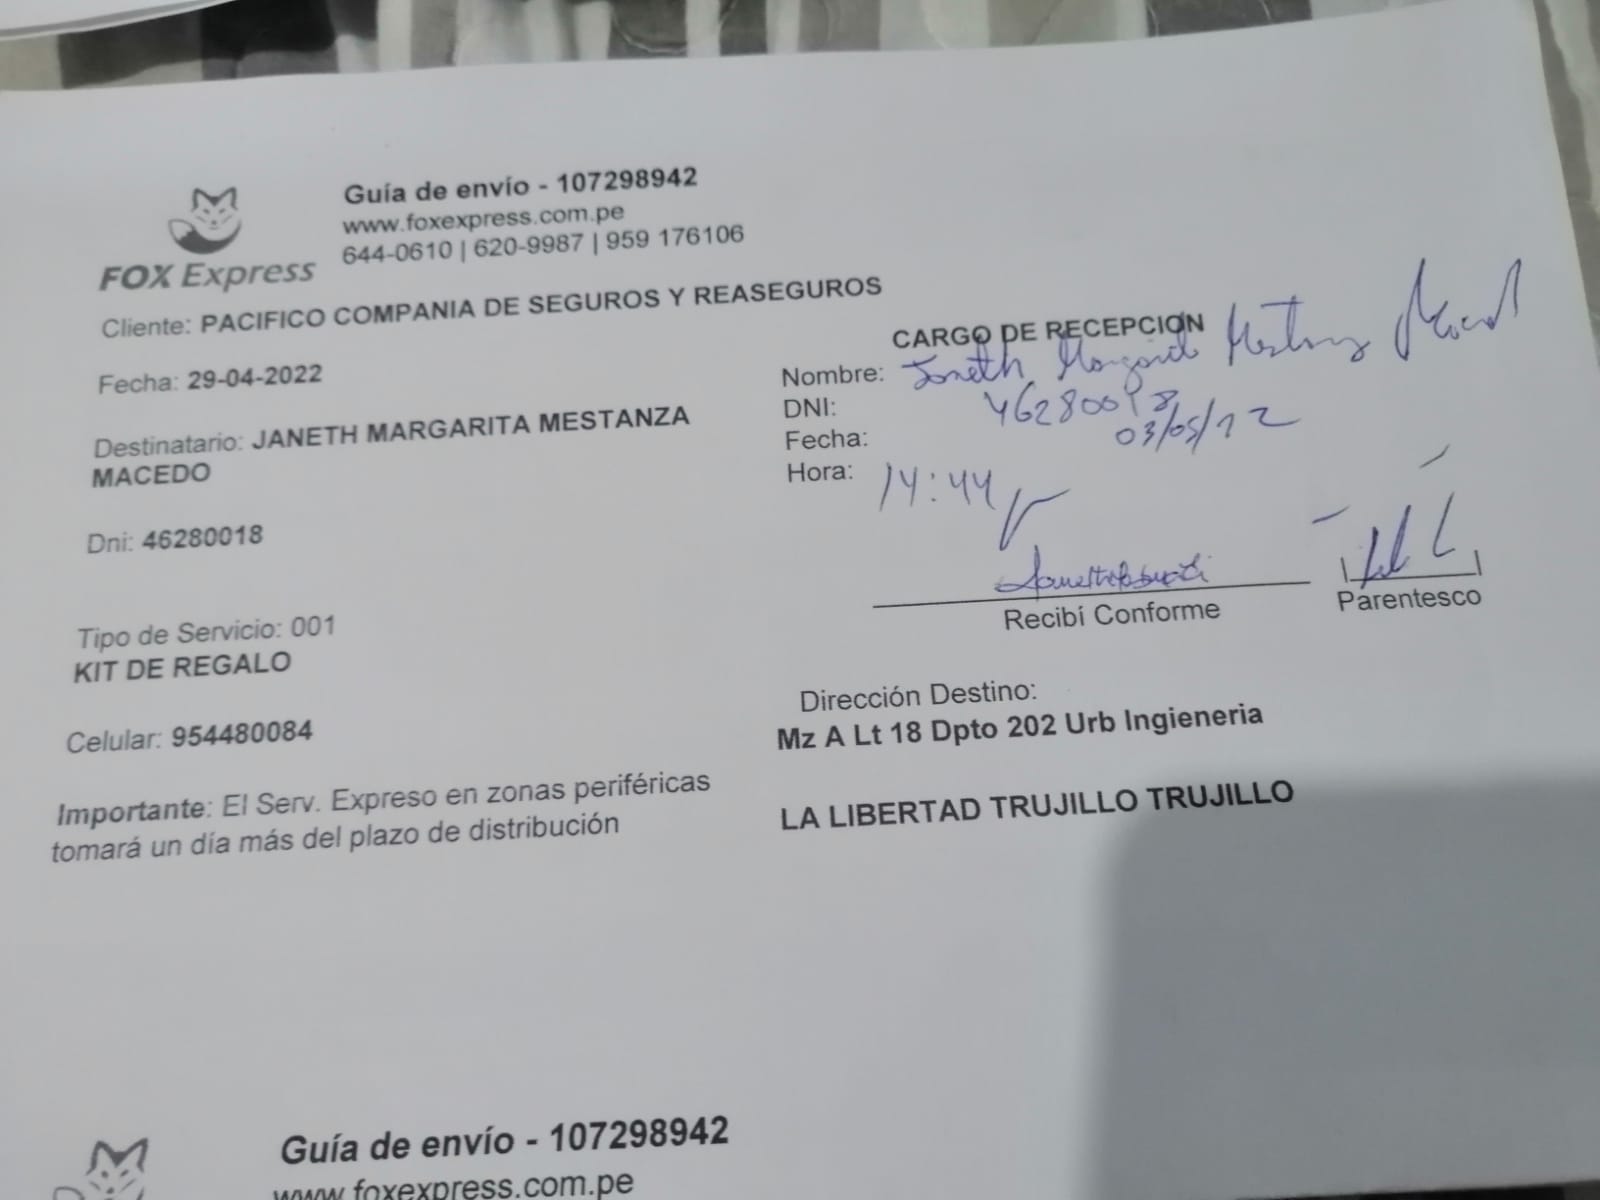 Guía de envío - 107298942
www.foxexpress.com.pe
644-0610 | 620-9987 | 959 176106
FOX Express
Cliente: PACIFICO COMPANIA DE SEGUROS Y REASEGUROS
Fecha: 29-04-2022
Destinatario: JANETH MARGARITA MESTANZA
MACEDO
Dni: 46280018
Tipo de Servicio: 001
KIT DE REGALO
Celular: 954480084
Importante: El Serv. Expreso en zonas periféricas
tomará un día más del plazo de distribución
CARGO DE RECEPCION
Nombre: Janeth Margarita Mestanza Macedo
DNI: 46280018
Fecha: 03/05/22
Hora: 14:44
Recibí Conforme
Parentesco
Dirección Destino:
Mz A Lt 18 Dpto 202 Urb Ingieneria
LA LIBERTAD TRUJILLO TRUJILLO
Guía de envío - 107298942
www.foxexpress.com.pe